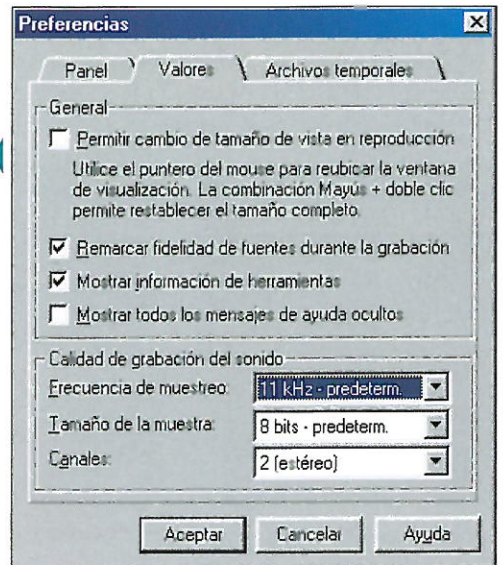 Preferencias
Panel
Valores
Archivos temporales
General
Permitir cambio de tamaño de vista en reproducción
Utilice el puntero del mouse para reubicar la ventana
de visualización. La combinación Mayús + doble clic
permite restablecer el tamaño completo.
Remarcar fidelidad de fuentes durante la grabación
Mostrar información de herramientas
Mostrar todos los mensajes de ayuda ocultos
Calidad de grabación del sonido
Frecuencia de muestreo: 11 kHz - predeterm.
Tamaño de la muestra: 8 bits - predeterm.
Canales: 2 (estéreo)
Aceptar
Cancelar
Ayuda